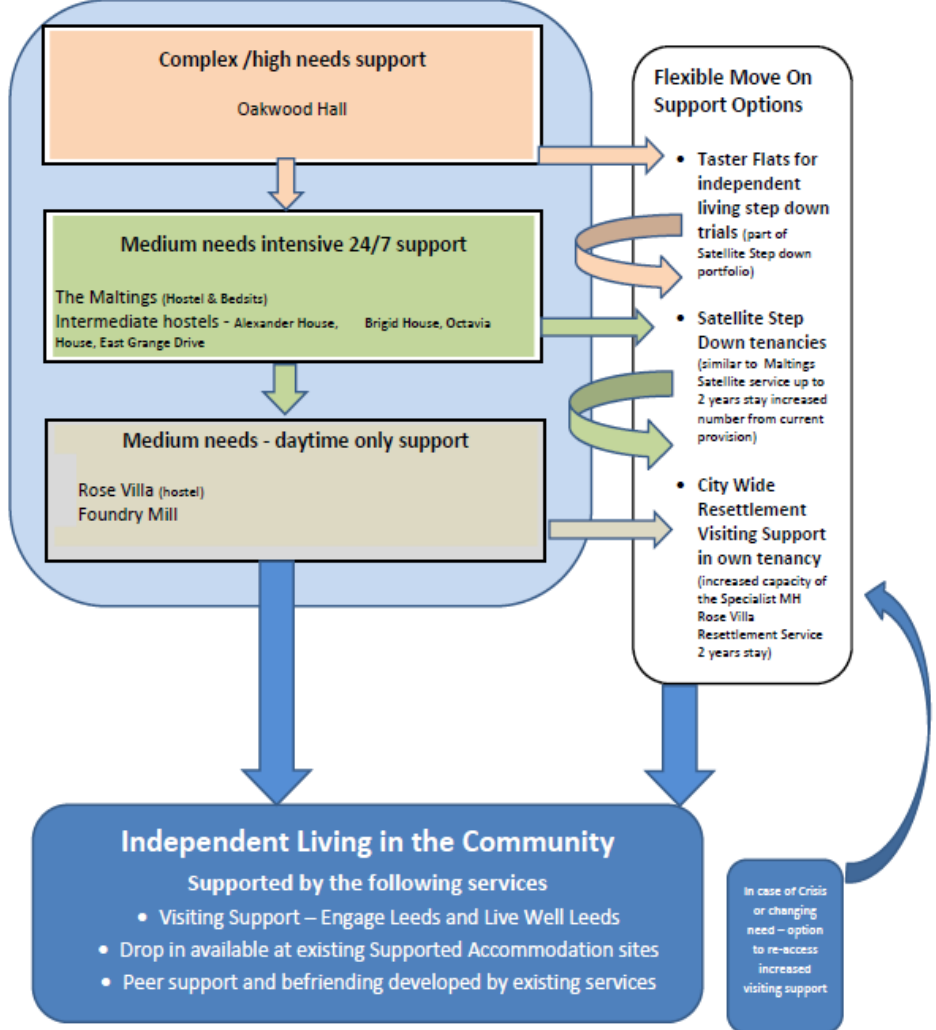 Complex /high needs support
Oakwood Hall
Medium needs intensive 24/7 support
The Maltings (Hostel & Bedsits)
Intermediate hostels - Alexander House, Brigid House, Octavia
House, East Grange Drive
Medium needs - daytime only support
Rose Villa (hostel)
Foundry Mill
Flexible Move On
Support Options
• Taster Flats for
independent
living step down
trials (part of
Satellite Step down
portfolio)
• Satellite Step
Down tenancies
(similar to Maltings
Satellite service up to
2 years stay increased
number from current
provision)
• City Wide
Resettlement
Visiting Support
in own tenancy
(increased capacity of
the Specialist MH
Rose Villa
Resettlement Service
2 years stay)
Independent Living in the Community
Supported by the following services
• Visiting Support – Engage Leeds and Live Well Leeds
• Drop in available at existing Supported Accommodation sites
• Peer support and befriending developed by existing services
In case of Crisis
or changing
need – option
to re-access
increased
visiting support